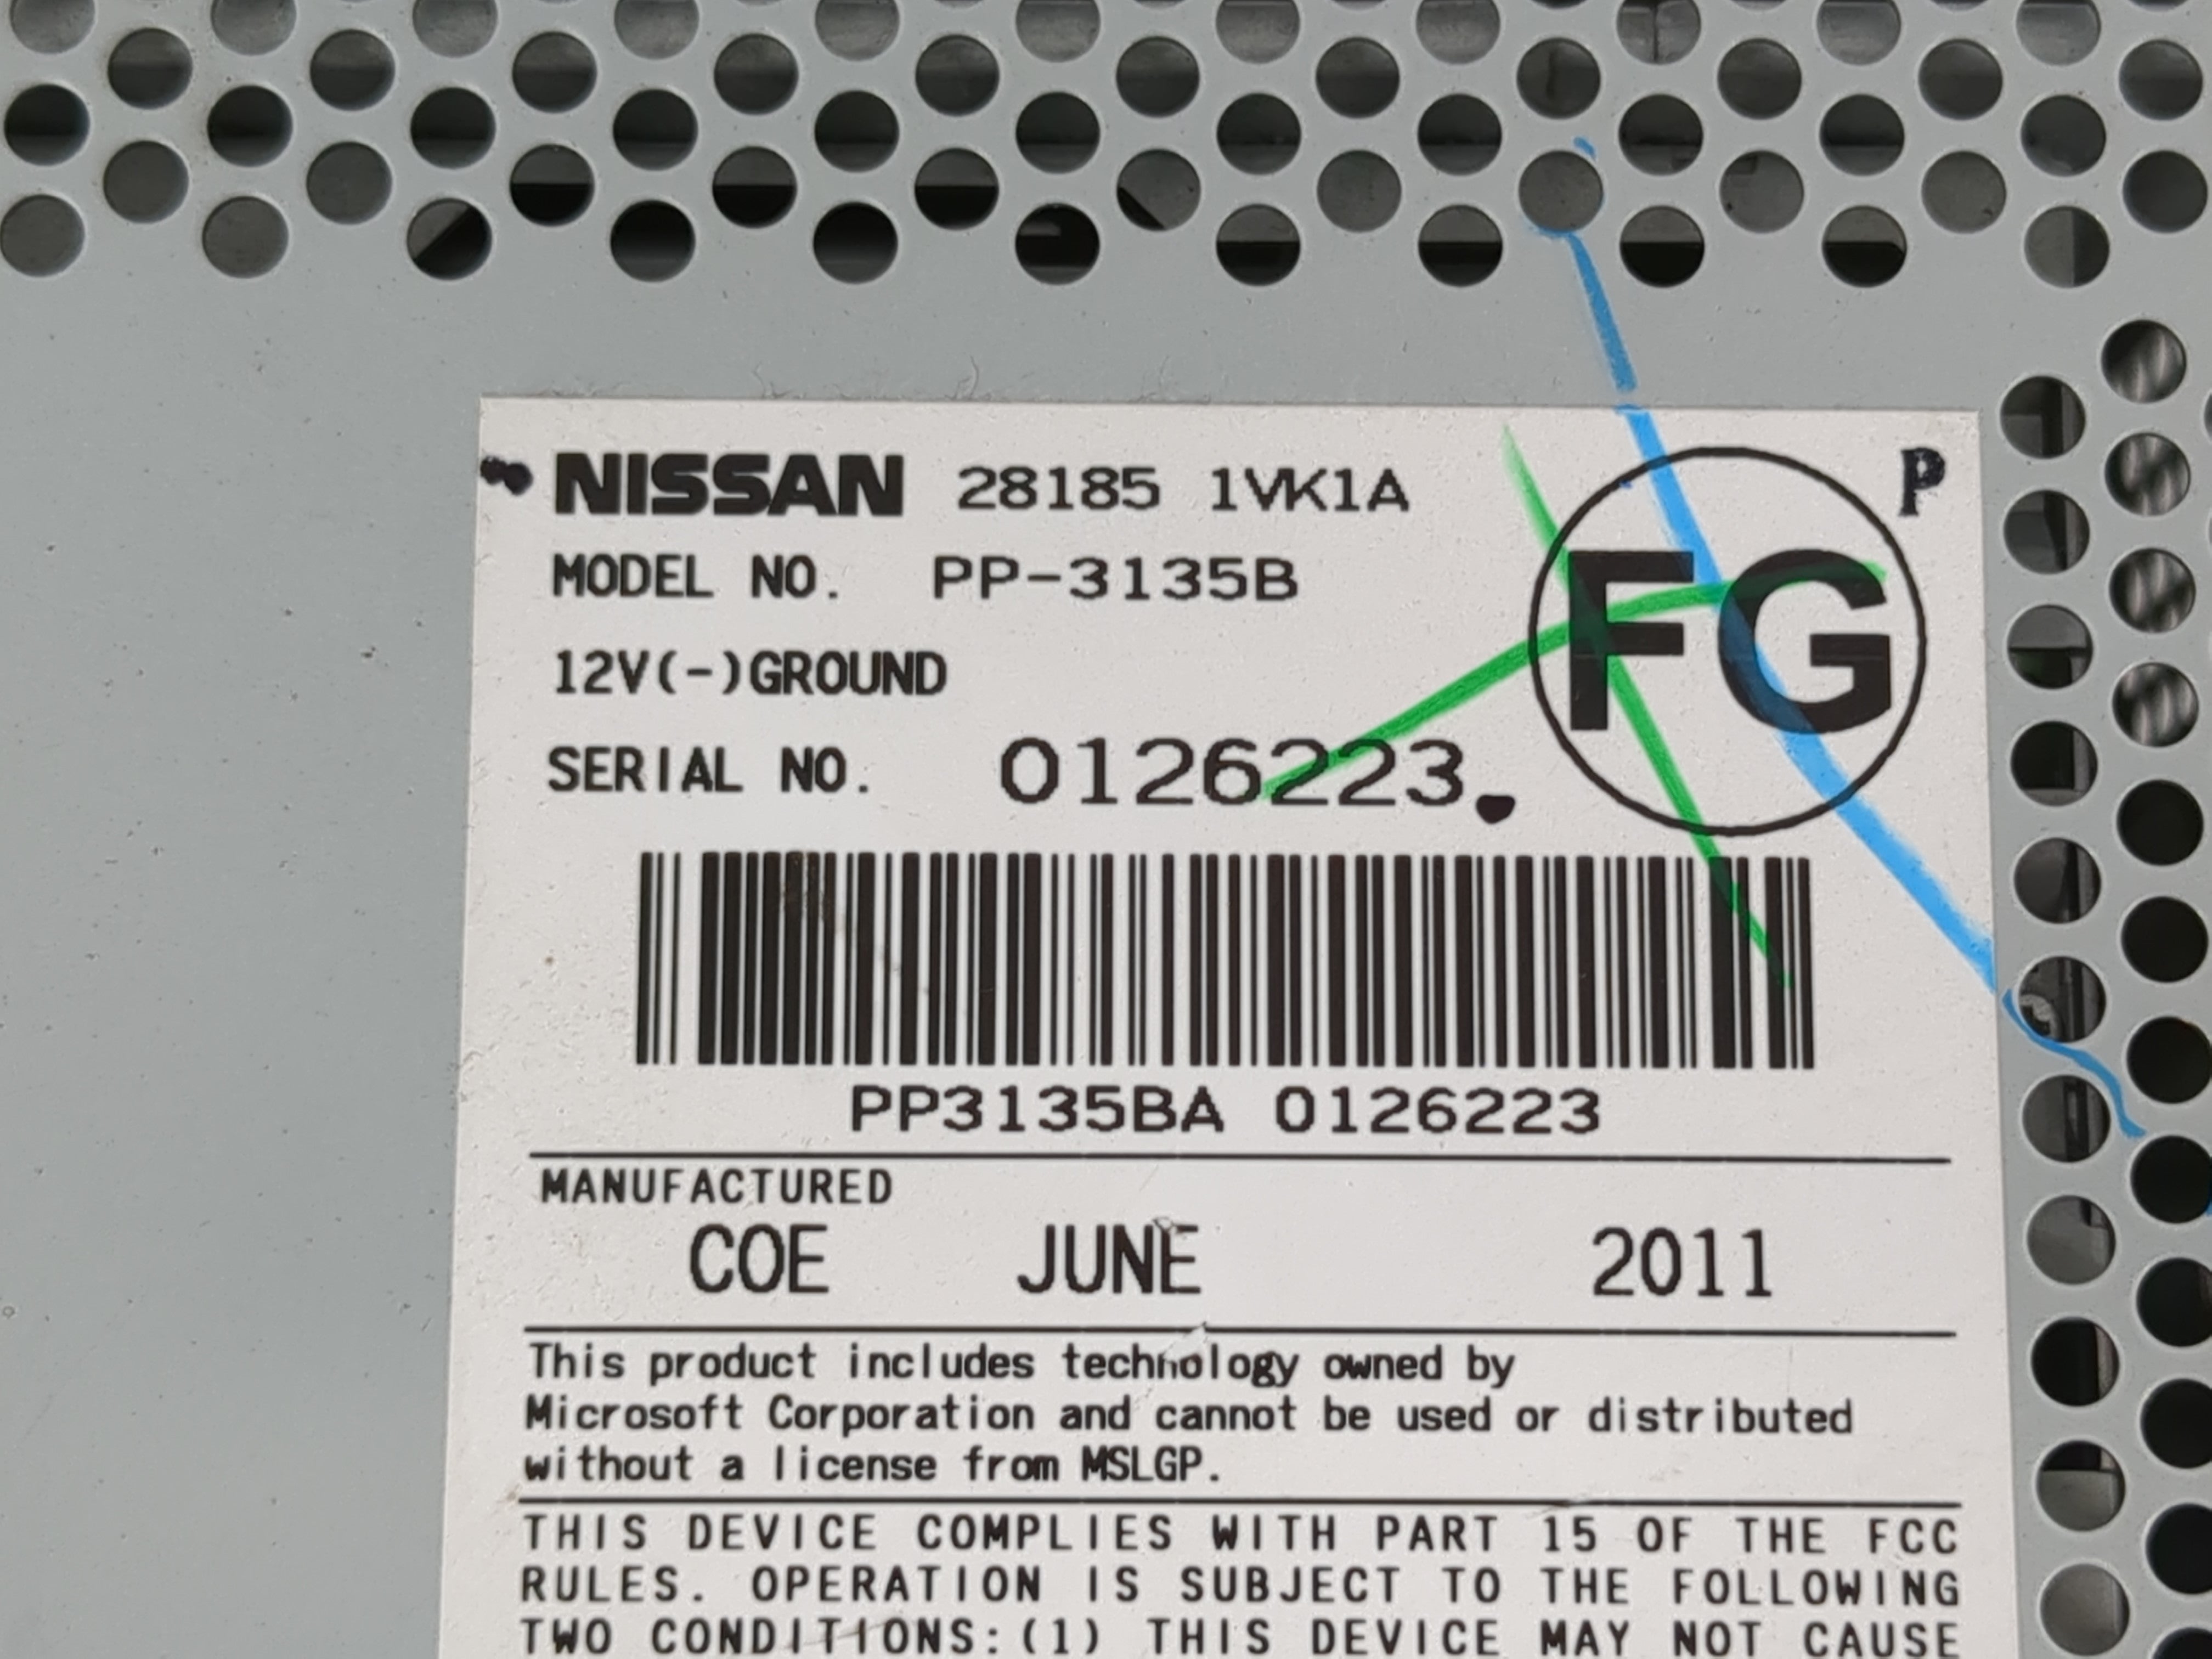 NISSAN 28185 1VK1A
P
FG
MODEL NO. PP-3135B
12V(-)GROUND
SERIAL NO. 0126223.
PP3135BA 0126223
MANUFACTURED
COE JUNE 2011
This product includes technology owned by
Microsoft Corporation and cannot be used or distributed
without a license from MSLGP.
THIS DEVICE COMPLIES WITH PART 15 OF THE FCC
RULES. OPERATION IS SUBJECT TO THE FOLLOWING
TWO CONDITIONS:(1) THIS DEVICE MAY NOT CAUSE